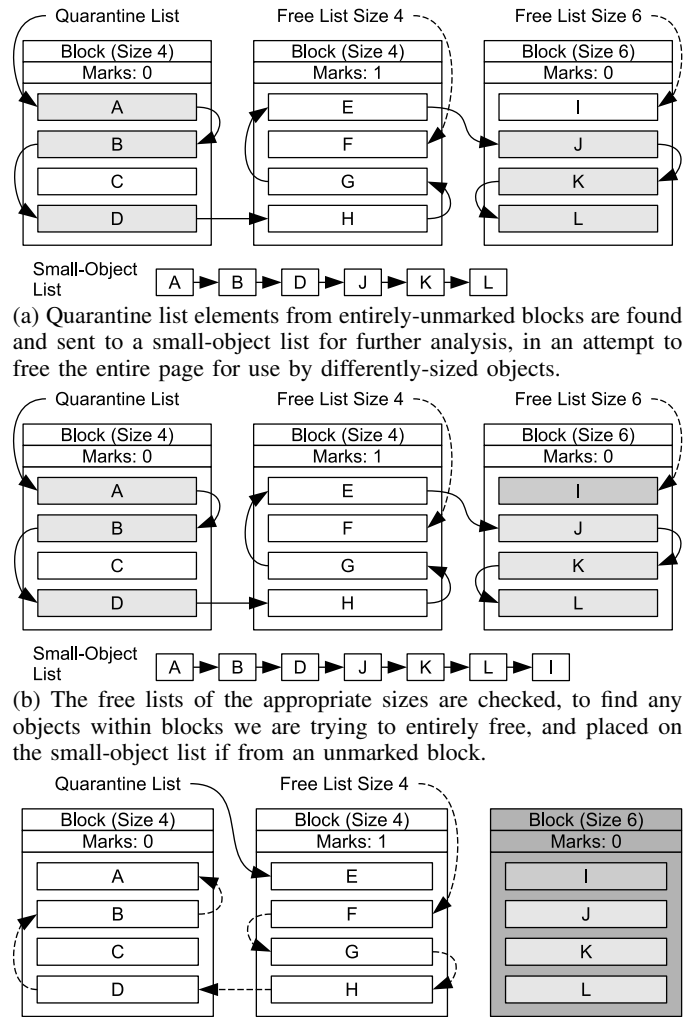 Quarantine List Free List Size 4 Free List Size 6
Block (Size 4) Block (Size 4) Block (Size 6)
Marks: 0 Marks: 1 Marks: 0
A E I
B F J
C G K
D H L
Small-Object
List A B D J K L
(a) Quarantine list elements from entirely-unmarked blocks are found
and sent to a small-object list for further analysis, in an attempt to
free the entire page for use by differently-sized objects.
Quarantine List Free List Size 4 Free List Size 6
Block (Size 4) Block (Size 4) Block (Size 6)
Marks: 0 Marks: 1 Marks: 0
A E I
B F J
C G K
D H L
Small-Object
List A B D J K L I
(b) The free lists of the appropriate sizes are checked, to find any
objects within blocks we are trying to entirely free, and placed on
the small-object list if from an unmarked block.
Quarantine List Free List Size 4
Block (Size 4) Block (Size 4) Block (Size 6)
Marks: 0 Marks: 1 Marks: 0
A E I
B F J
C G K
D H L